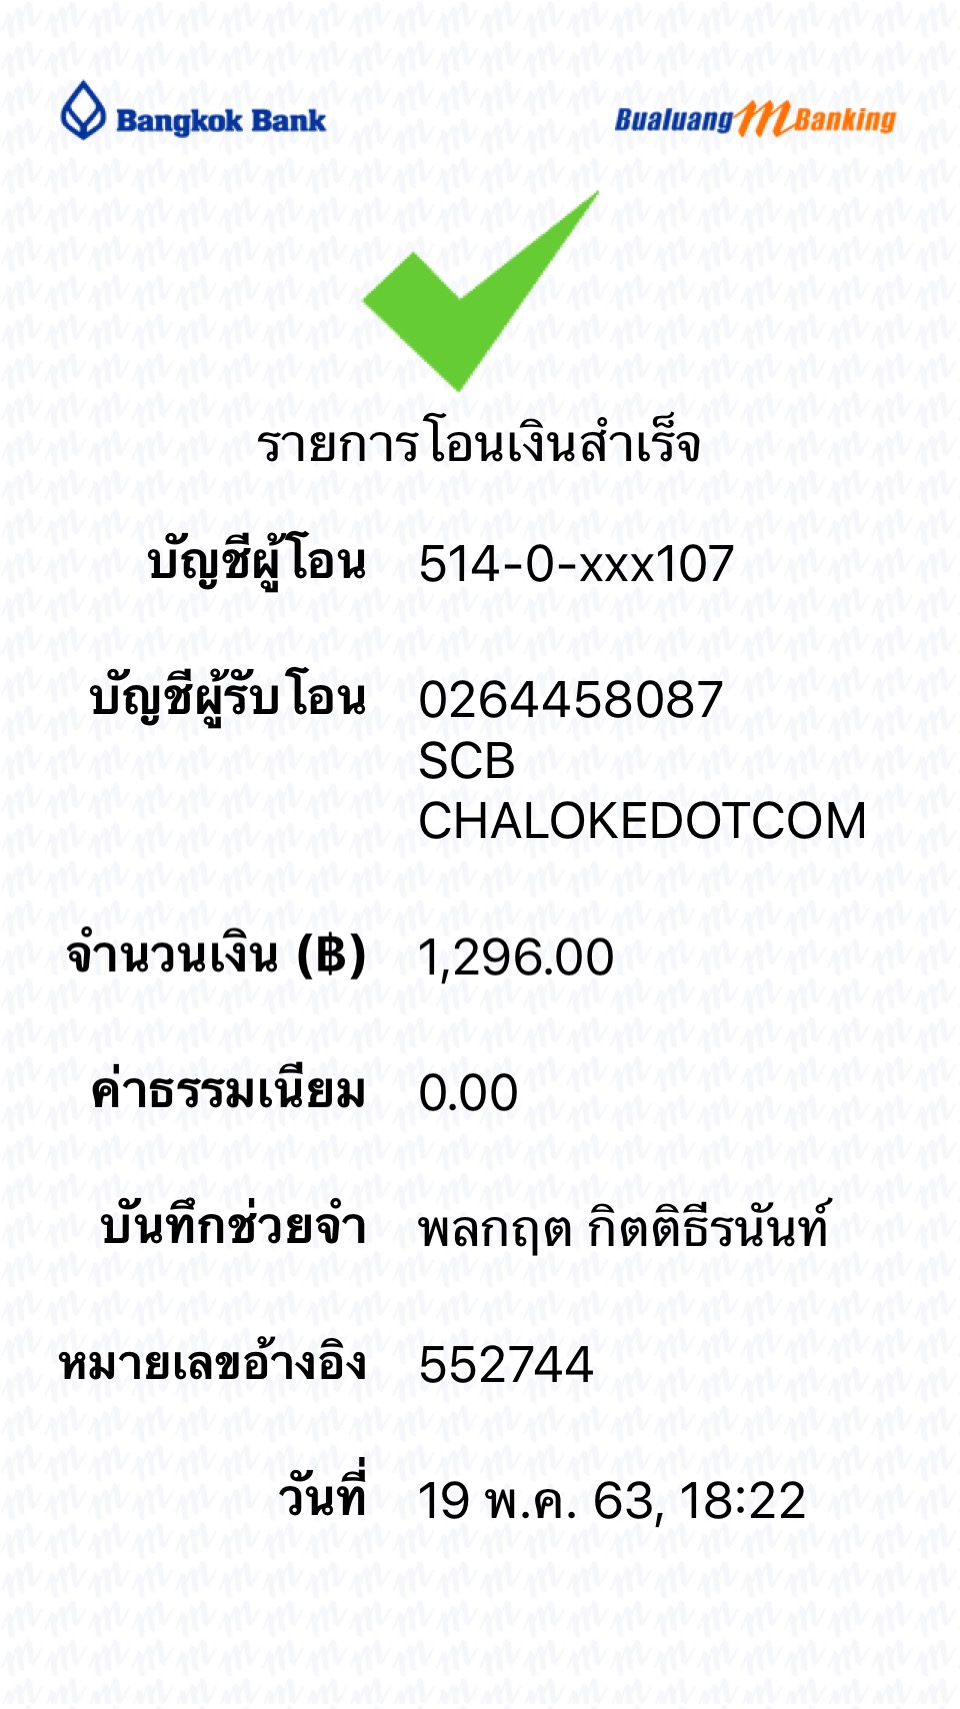 Bangkok Bank
Bualuang mBanking
รายการโอนเงินสำเร็จ
บัญชีผู้โอน 514-0-xxx107
บัญชีผู้รับโอน 0264458087
SCB
CHALOKEDOTCOM
จำนวนเงิน (฿) 1,296.00
ค่าธรรมเนียม 0.00
บันทึกช่วยจำ พลกฤต กิตติธีรนันท์
หมายเลขอ้างอิง 552744
วันที่ 19 พ.ค. 63, 18:22